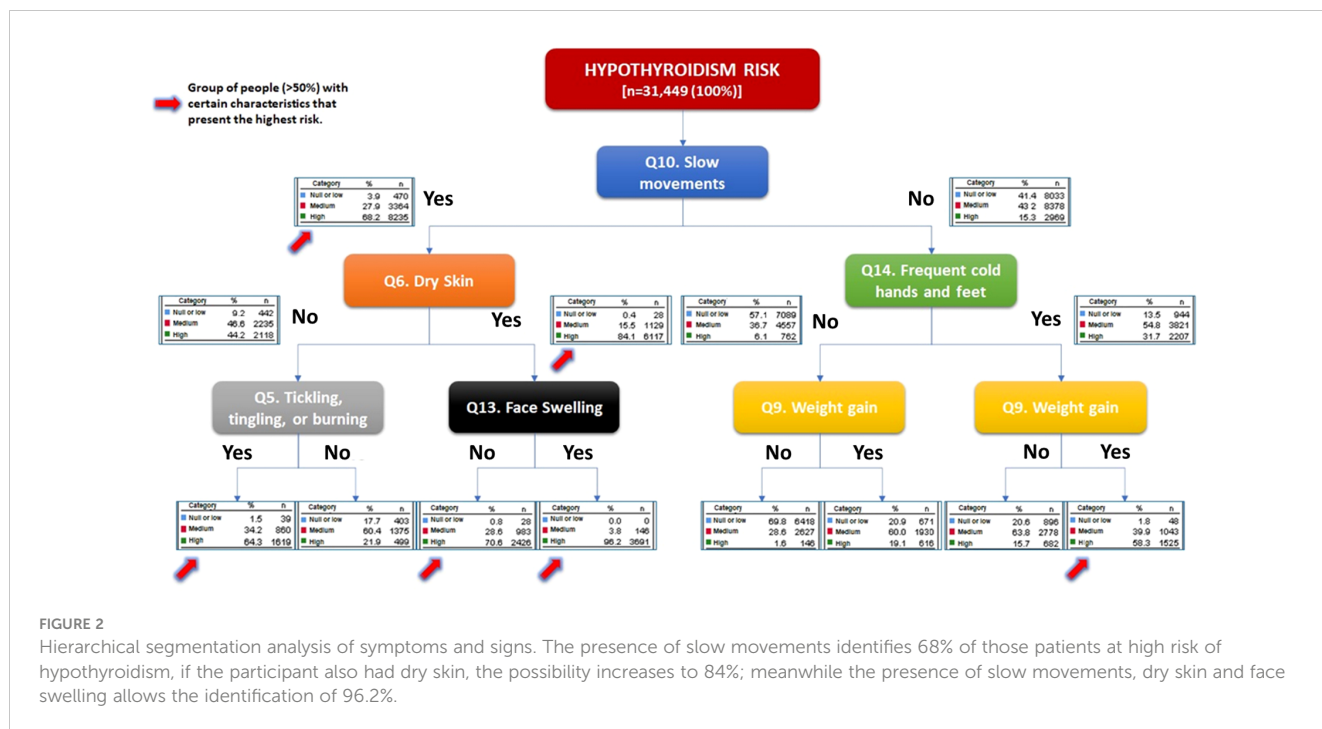 HYPOTHYROIDISM RISK
[n=31,449 (100%)]
Group of people (>50%) with
certain characteristics that
present the highest risk.
Q10. Slow
movements
Category % n
Null or low 3.9 470
Medium 27.9 3364
High 68.2 8235
Yes
No
Category % n
Null or low 41.4 8033
Medium 43.2 8378
High 15.3 2969
Q6. Dry Skin
Q14. Frequent cold
hands and feet
Category % n
Null or low 9.2 442
Medium 46.6 2235
High 44.2 2118
No
Yes
Category % n
Null or low 0.4 28
Medium 15.5 1129
High 84.1 6117
Category % n
Null or low 57.1 7089
Medium 36.7 4557
High 6.1 762
No
Yes
Category % n
Null or low 13.5 944
Medium 54.8 3821
High 31.7 2207
Q5. Tickling,
tingling, or burning
Q13. Face Swelling
Q9. Weight gain
Q9. Weight gain
Yes
No
No
Yes
No
Yes
No
Yes
Category % n
Null or low 1.5 39
Medium 34.2 860
High 64.3 1619
Category % n
Null or low 17.7 403
Medium 60.4 1375
High 21.9 499
Category % n
Null or low 0.8 28
Medium 28.6 983
High 70.6 2426
Category % n
Null or low 0.0 0
Medium 3.8 146
High 96.2 3691
Category % n
Null or low 69.8 6418
Medium 28.6 2627
High 1.6 146
Category % n
Null or low 20.9 671
Medium 60.0 1930
High 19.1 616
Category % n
Null or low 20.6 896
Medium 63.8 2778
High 15.7 682
Category % n
Null or low 1.8 48
Medium 39.9 1043
High 58.3 1525
FIGURE 2
Hierarchical segmentation analysis of symptoms and signs. The presence of slow movements identifies 68% of those patients at high risk of
hypothyroidism, if the participant also had dry skin, the possibility increases to 84%; meanwhile the presence of slow movements, dry skin and face
swelling allows the identification of 96.2%.